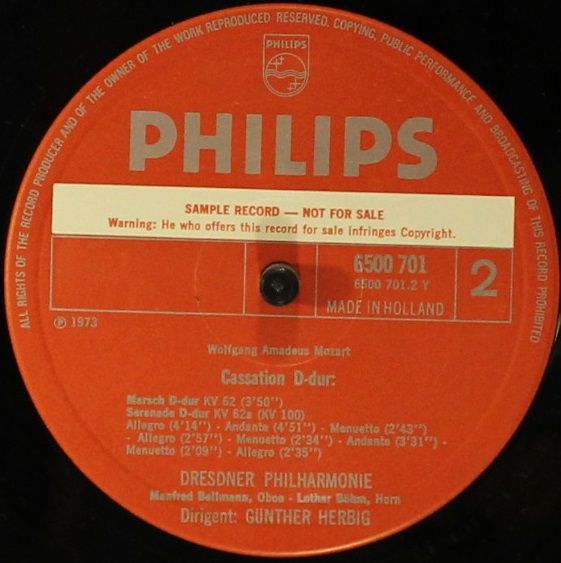 ALL RIGHTS OF THE RECORD PRODUCER AND OF THE OWNER OF THE WORK REPRODUCED RESERVED. COPYING, PUBLIC PERFORMANCE AND BROADCASTING OF THIS RECORD PROHIBITED
PHILIPS
PHILIPS
SAMPLE RECORD — NOT FOR SALE
Warning: He who offers this record for sale infringes Copyright.
6500 701
6500 701.2 Y
2
MADE IN HOLLAND
℗ 1973
Wolfgang Amadeus Mozart
Cassation D-dur:
Marsch D-dur KV 62 (3'50'')
Serenade D-dur KV 62a (KV 100)
Allegro (4'14'') - Andante (4'51'') - Menuetto (2'43'')
- Allegro (2'57'') - Menuetto (2'34'') - Andante (3'31'') -
Menuetto (2'09'') - Allegro (2'35'')
DRESDNER PHILHARMONIE
Manfred Bellmann, Oboe - Lothar Böhm, Horn
Dirigent: GÜNTHER HERBIG